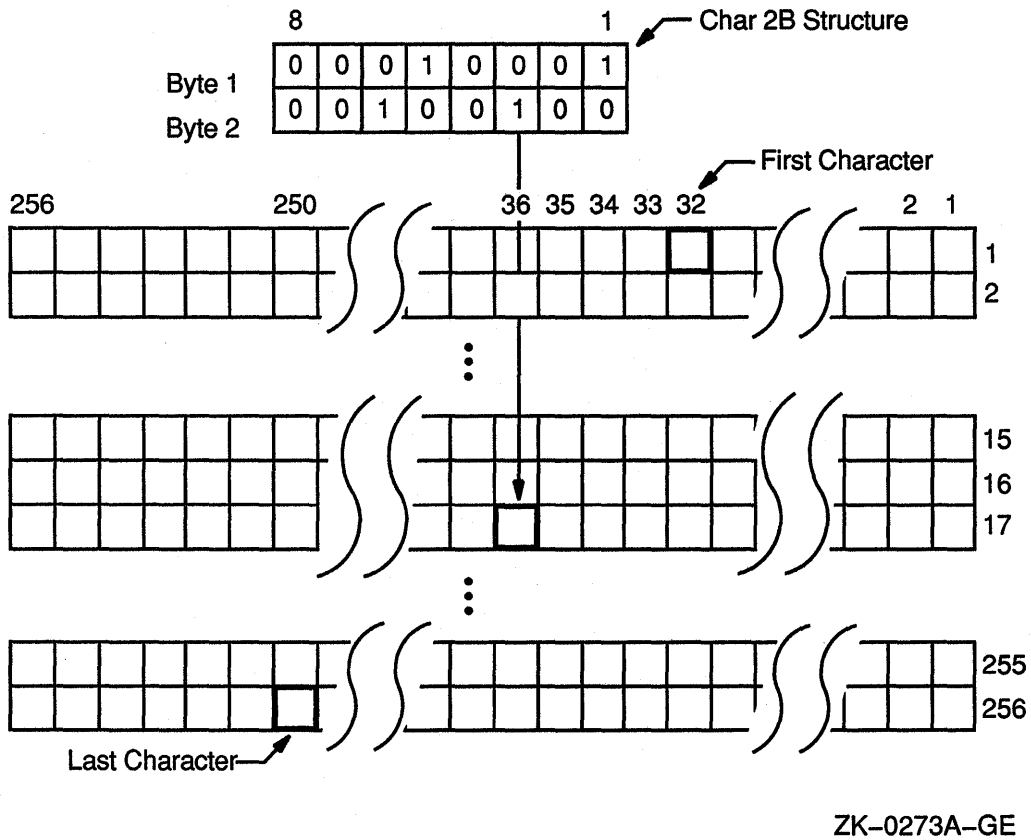 8 1 Char 2B Structure
Byte 1 0 0 0 1 0 0 0 1
Byte 2 0 0 1 0 0 1 0 0
First Character
256 250 36 35 34 33 32 2 1
1
2
15
16
17
255
256
Last Character
ZK-0273A-GE